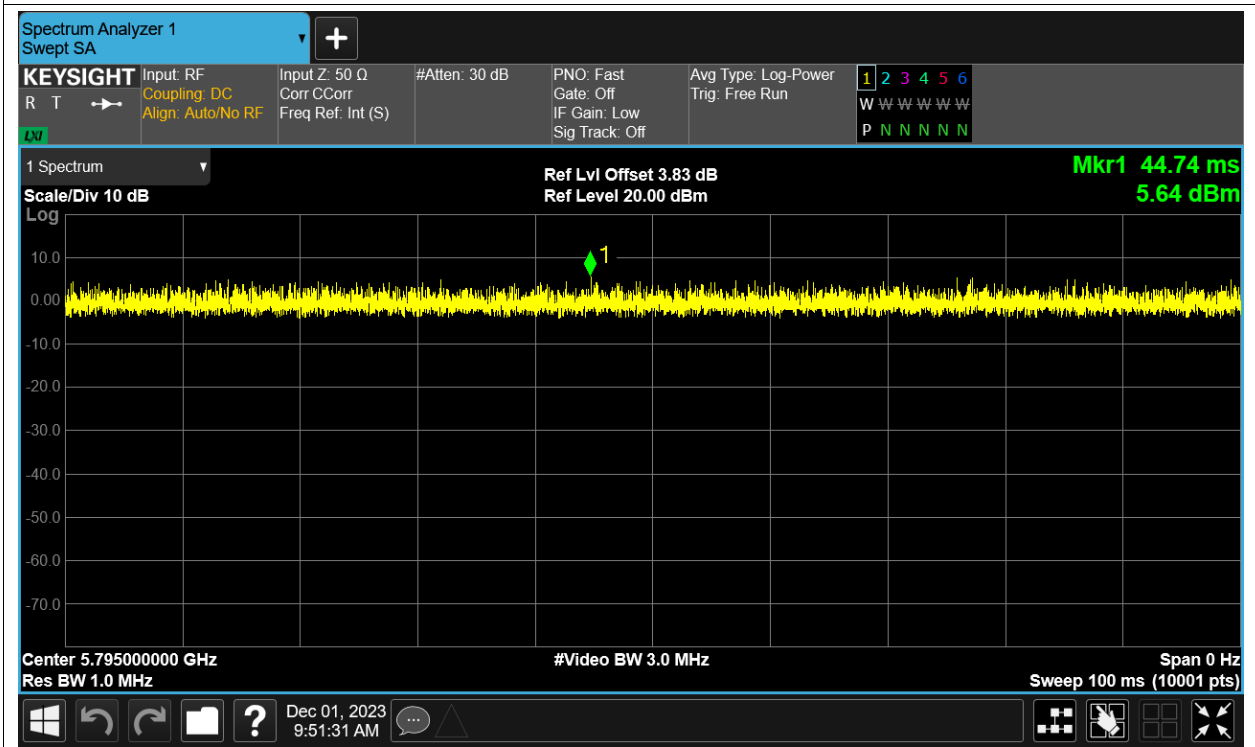 Spectrum Analyzer 1
Swept SA
KEYSIGHT
R T
LXI
Input: RF
Coupling: DC
Align: Auto/No RF
Input Z: 50 Ω
Corr CCorr
Freq Ref: Int (S)
#Atten: 30 dB
PNO: Fast
Gate: Off
IF Gain: Low
Sig Track: Off
Avg Type: Log-Power
Trig: Free Run
1 2 3 4 5 6
W W W W W W
P N N N N N
1 Spectrum
Scale/Div 10 dB
Ref Lvl Offset 3.83 dB
Ref Level 20.00 dBm
Mkr1 44.74 ms
5.64 dBm
Log
1
10.0
0.00
-10.0
-20.0
-30.0
-40.0
-50.0
-60.0
-70.0
Center 5.795000000 GHz
Res BW 1.0 MHz
#Video BW 3.0 MHz
Span 0 Hz
Sweep 100 ms (10001 pts)
?
Dec 01, 2023
9:51:31 AM